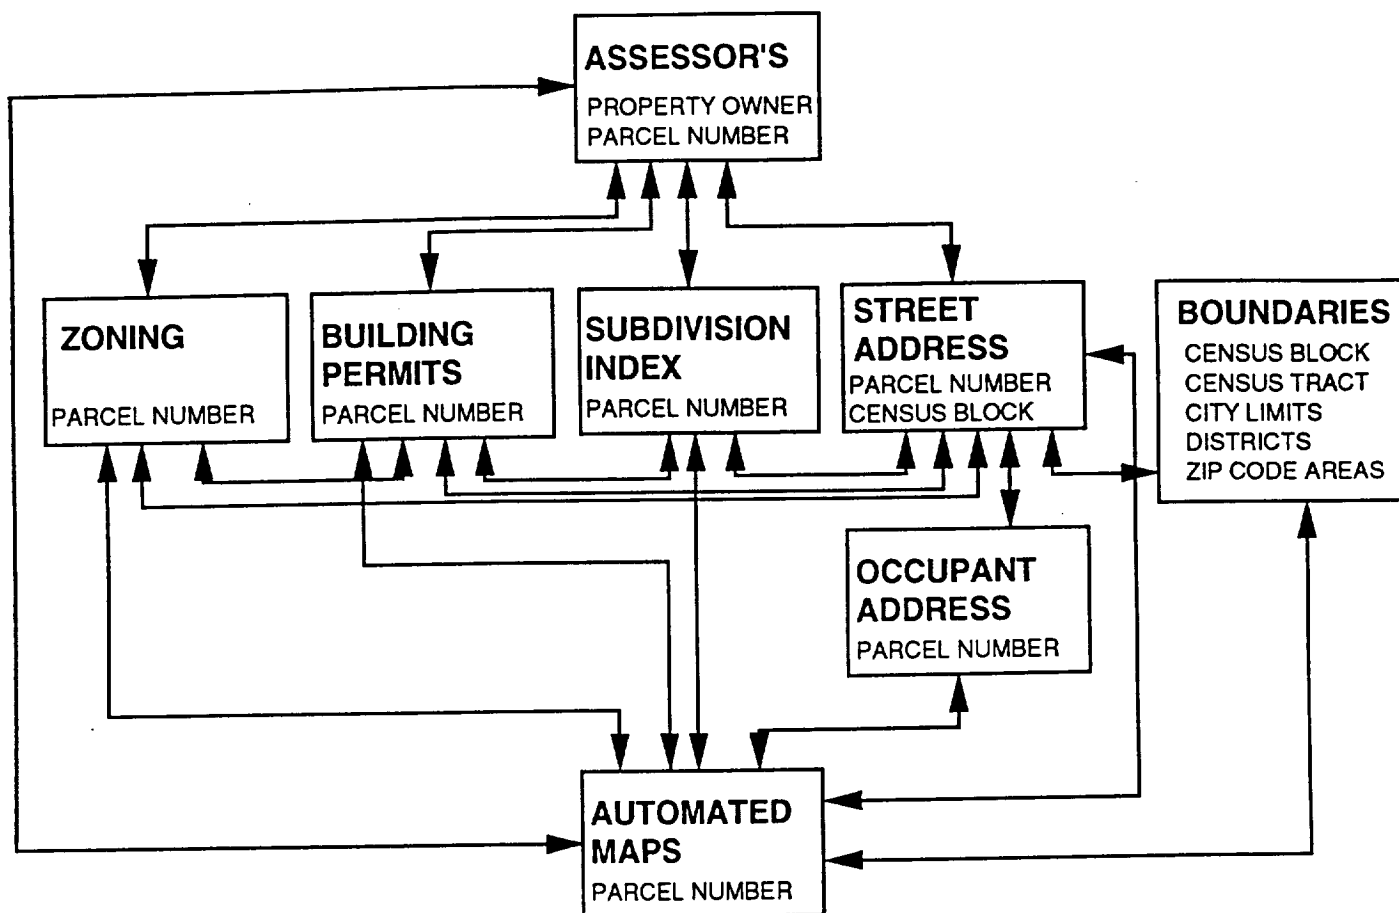 ASSESSOR'S
PROPERTY OWNER
PARCEL NUMBER
ZONING
PARCEL NUMBER
BUILDING
PERMITS
PARCEL NUMBER
SUBDIVISION
INDEX
PARCEL NUMBER
STREET
ADDRESS
PARCEL NUMBER
CENSUS BLOCK
BOUNDARIES
CENSUS BLOCK
CENSUS TRACT
CITY LIMITS
DISTRICTS
ZIP CODE AREAS
OCCUPANT
ADDRESS
PARCEL NUMBER
AUTOMATED
MAPS
PARCEL NUMBER